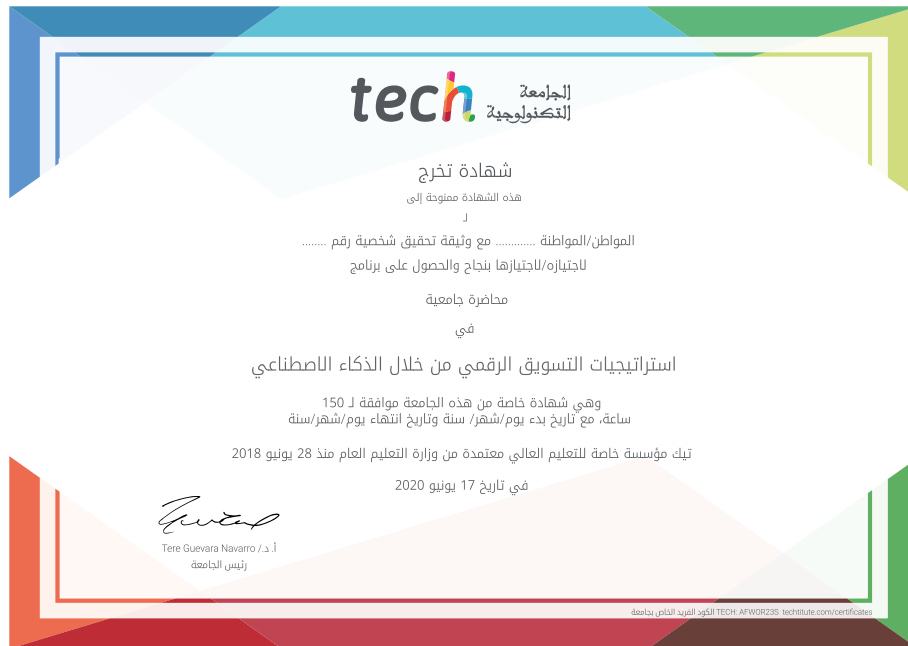 tech الجامعة
التكنولوجية
شهادة تخرج
هذه الشهادة ممنوحة إلى
لـ
المواطن/المواطنة ............ مع وثيقة تحقيق شخصية رقم ........
لاجتيازه/لاجتيازها بنجاح والحصول على برنامج
محاضرة جامعية
في
استراتيجيات التسويق الرقمي من خلال الذكاء الاصطناعي
وهي شهادة خاصة من هذه الجامعة موافقة لـ 150
ساعة، مع تاريخ بدء يوم/شهر/ سنة وتاريخ انتهاء يوم/شهر/سنة
تيك مؤسسة خاصة للتعليم العالي معتمدة من وزارة التعليم العام منذ 28 يونيو 2018
في تاريخ 17 يونيو 2020
أ. د./ Tere Guevara Navarro
رئيس الجامعة
الكود الفريد الخاص بجامعة TECH: AFWOR23S techtitute.com/certificates